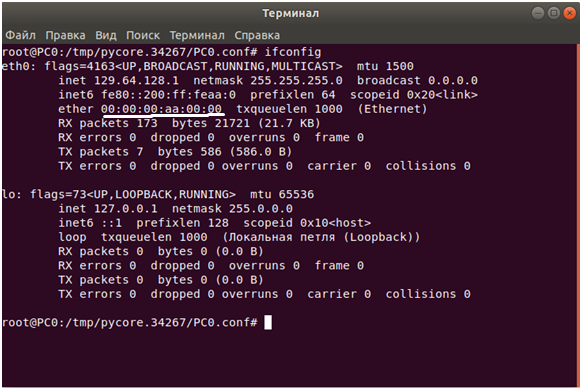 Терминал
Файл Правка Вид Поиск Терминал Справка
root@PC0:/tmp/pycore.34267/PC0.conf# ifconfig
eth0: flags=4163<UP,BROADCAST,RUNNING,MULTICAST>  mtu 1500
        inet 129.64.128.1  netmask 255.255.255.0  broadcast 0.0.0.0
        inet6 fe80::200:ff:feaa:0  prefixlen 64  scopeid 0x20<link>
        ether 00:00:00:aa:00:00  txqueuelen 1000  (Ethernet)
        RX packets 173  bytes 21721 (21.7 KB)
        RX errors 0  dropped 0  overruns 0  frame 0
        TX packets 7  bytes 586 (586.0 B)
        TX errors 0  dropped 0 overruns 0  carrier 0  collisions 0
lo: flags=73<UP,LOOPBACK,RUNNING>  mtu 65536
        inet 127.0.0.1  netmask 255.0.0.0
        inet6 ::1  prefixlen 128  scopeid 0x10<host>
        loop  txqueuelen 1000  (Локальная петля (Loopback))
        RX packets 0  bytes 0 (0.0 B)
        RX errors 0  dropped 0  overruns 0  frame 0
        TX packets 0  bytes 0 (0.0 B)
        TX errors 0  dropped 0 overruns 0  carrier 0  collisions 0
root@PC0:/tmp/pycore.34267/PC0.conf#